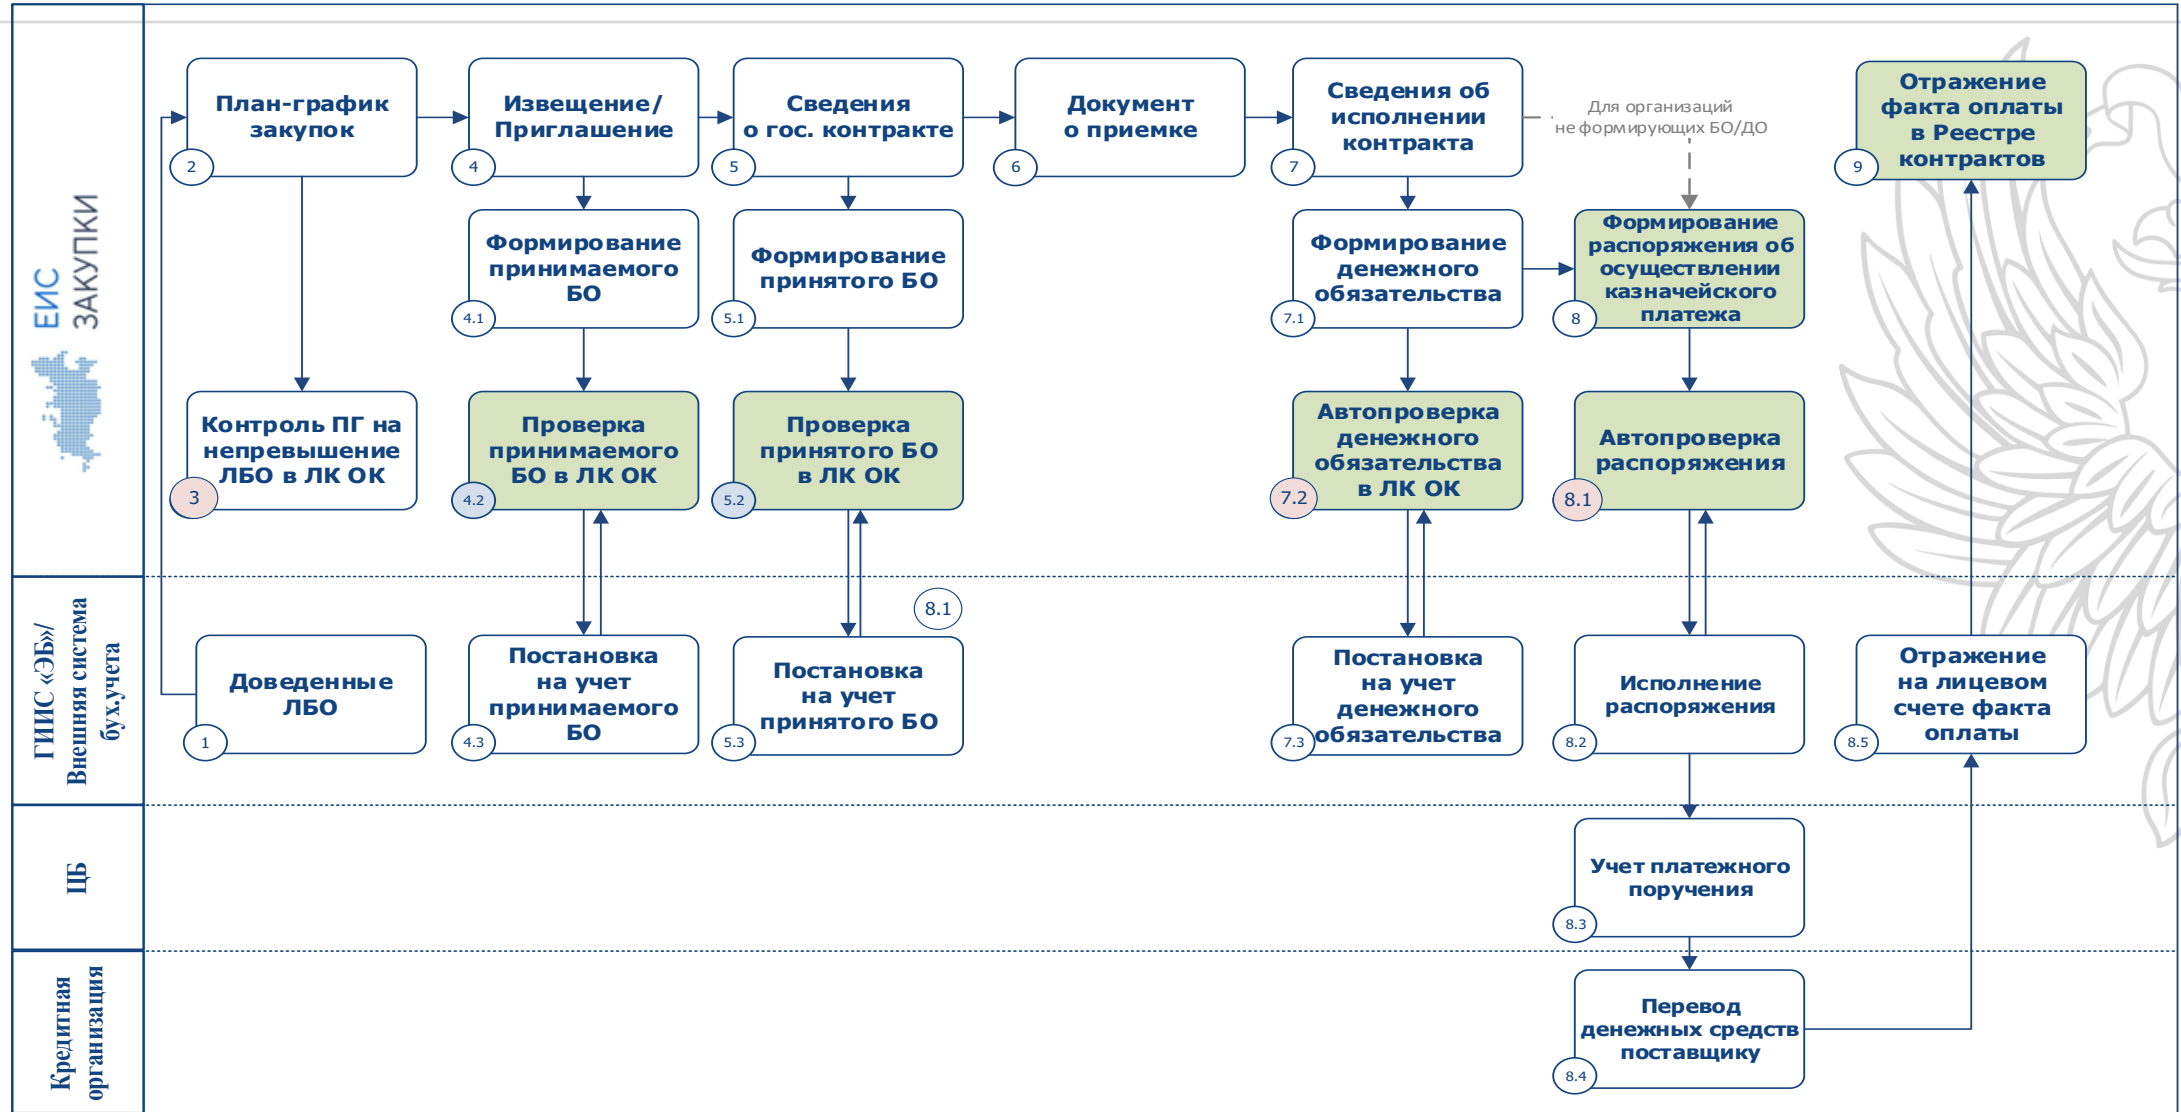 ЕИС
ЗАКУПКИ
План-график
закупок
2
Извещение/
Приглашение
4
Сведения
о гос. контракте
5
Документ
о приемке
6
Сведения об
исполнении
контракта
7
Для организаций
не формирующих БО/ДО
Отражение
факта оплаты
в Реестре
контрактов
9
Формирование
принимаемого
БО
4.1
Формирование
принятого БО
5.1
Формирование
денежного
обязательства
7.1
Формирование
распоряжения об
осуществлении
казначейского
платежа
8
Контроль ПГ на
непревышение
ЛБО в ЛК ОК
3
Проверка
принимаемого
БО в ЛК ОК
4.2
Проверка
принятого БО
в ЛК ОК
5.2
Автопроверка
денежного
обязательства
в ЛК ОК
7.2
Автопроверка
распоряжения
8.1
ГИИС «ЭБ»/
Внешняя система
бух.учета
8.1
Доведенные
ЛБО
1
Постановка
на учет
принимаемого
БО
4.3
Постановка
на учет
принятого БО
5.3
Постановка
на учет
денежного
обязательства
7.3
Исполнение
распоряжения
8.2
Отражение
на лицевом
счете факта
оплаты
8.5
ЦБ
Учет платежного
поручения
8.3
Кредитная
организация
Перевод
денежных средств
поставщику
8.4